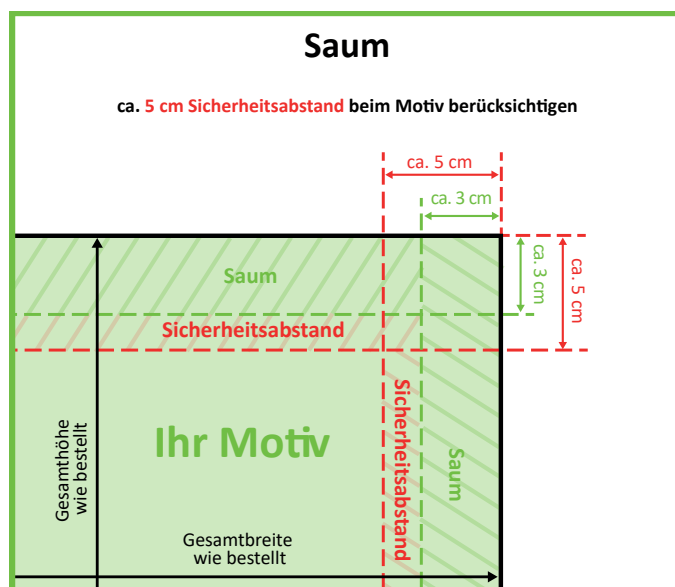 Saum
ca. 5 cm Sicherheitsabstand beim Motiv berücksichtigen
ca. 5 cm
ca. 3 cm
ca. 3 cm
ca. 5 cm
Saum
Sicherheitsabstand
Ihr Motiv
Sicherheitsabstand
Saum
Gesamthöhe
wie bestellt
Gesamtbreite
wie bestellt